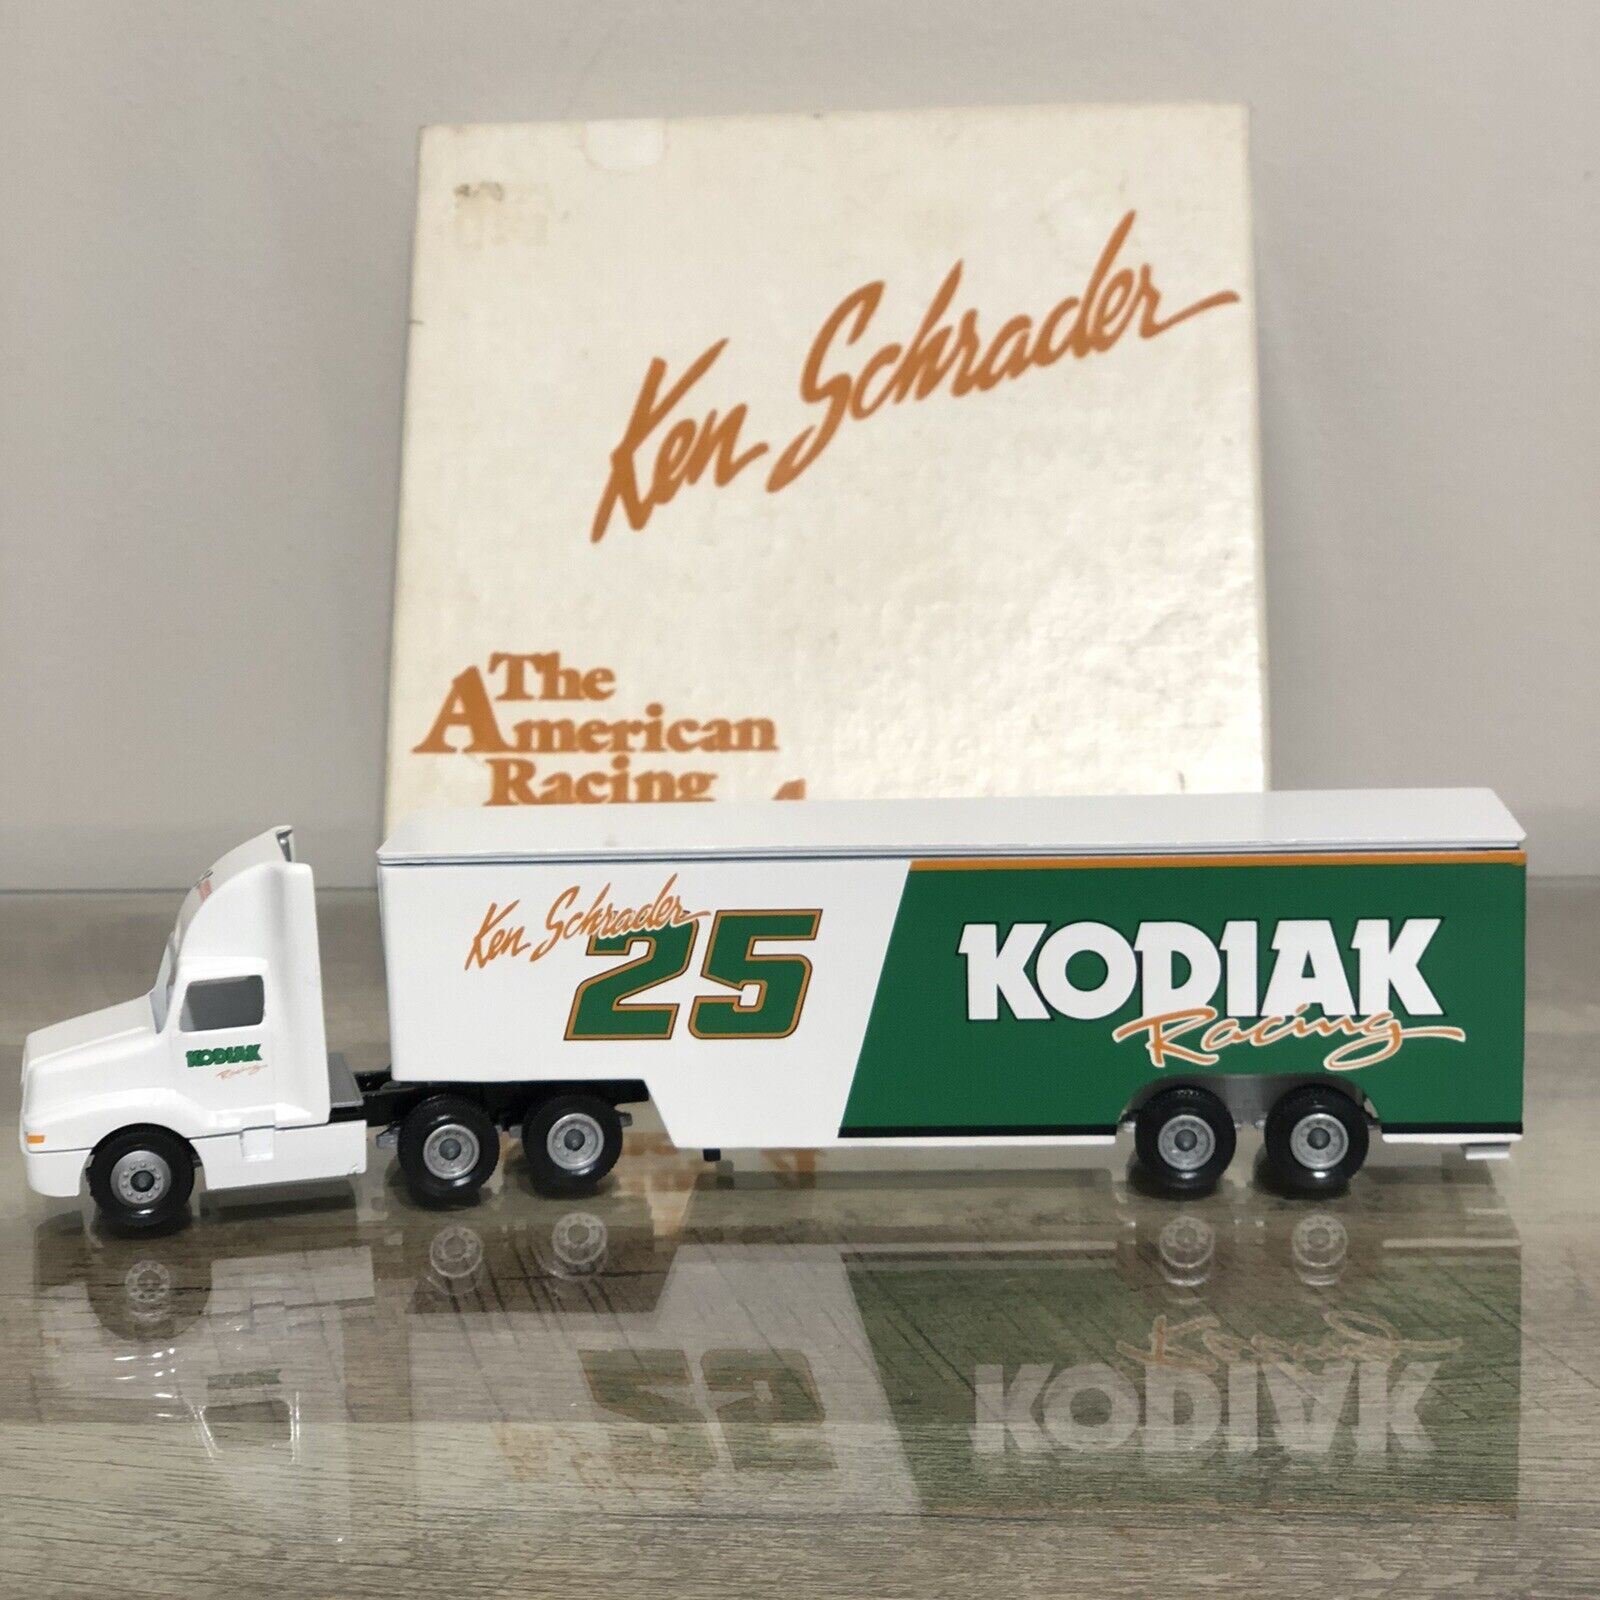 Ken Schrader
The
American
Racing
Ken Schrader
25
KODIAK
Racing
KODIAK
Racing